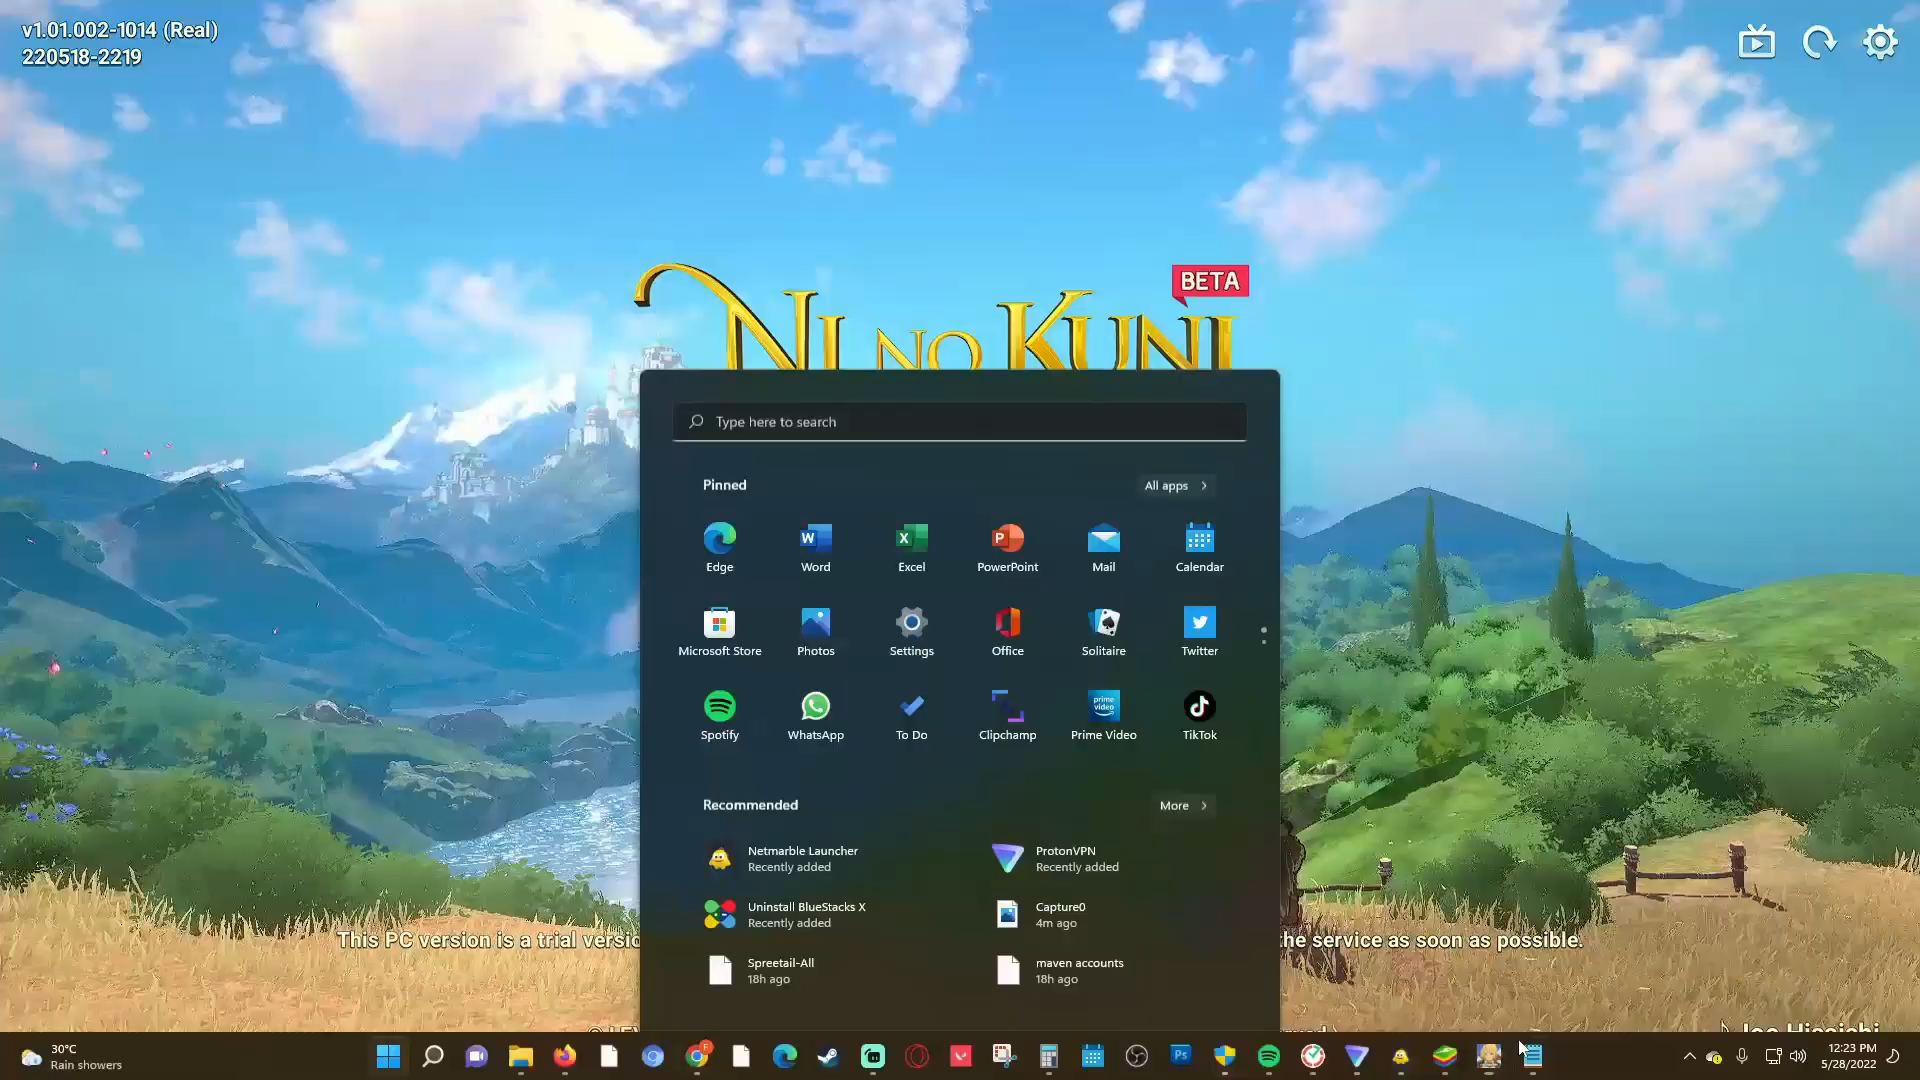 v1.01.002-1014 (Real)
220518-2219
BETA
NI NO KUNI
Type here to search
Pinned
All apps
Edge
Word
Excel
PowerPoint
Mail
Calendar
Microsoft Store
Photos
Settings
Office
Solitaire
Twitter
Spotify
WhatsApp
To Do
Clipchamp
Prime Video
TikTok
Recommended
More
Netmarble Launcher
Recently added
ProtonVPN
Recently added
Uninstall BlueStacks X
Recently added
Capture0
4m ago
Spreetail-All
18h ago
maven accounts
18h ago
This PC version is a trial
the service as soon as possible.
30°C
Rain showers
12:23 PM
5/28/2022